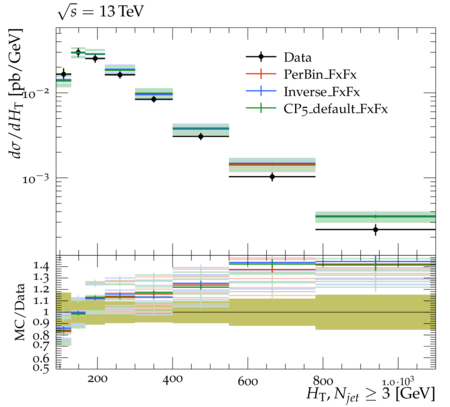 √s = 13 TeV
dσ/dH_T [pb/GeV]
10⁻²
10⁻³
Data
PerBin_FxFx
Inverse_FxFx
CP5_default_FxFx
MC/Data
1.4
1.3
1.2
1.1
1
0.9
0.8
0.7
0.6
0.5
200 400 600 800 1.0·10³
H_T, N_jet ≥ 3 [GeV]